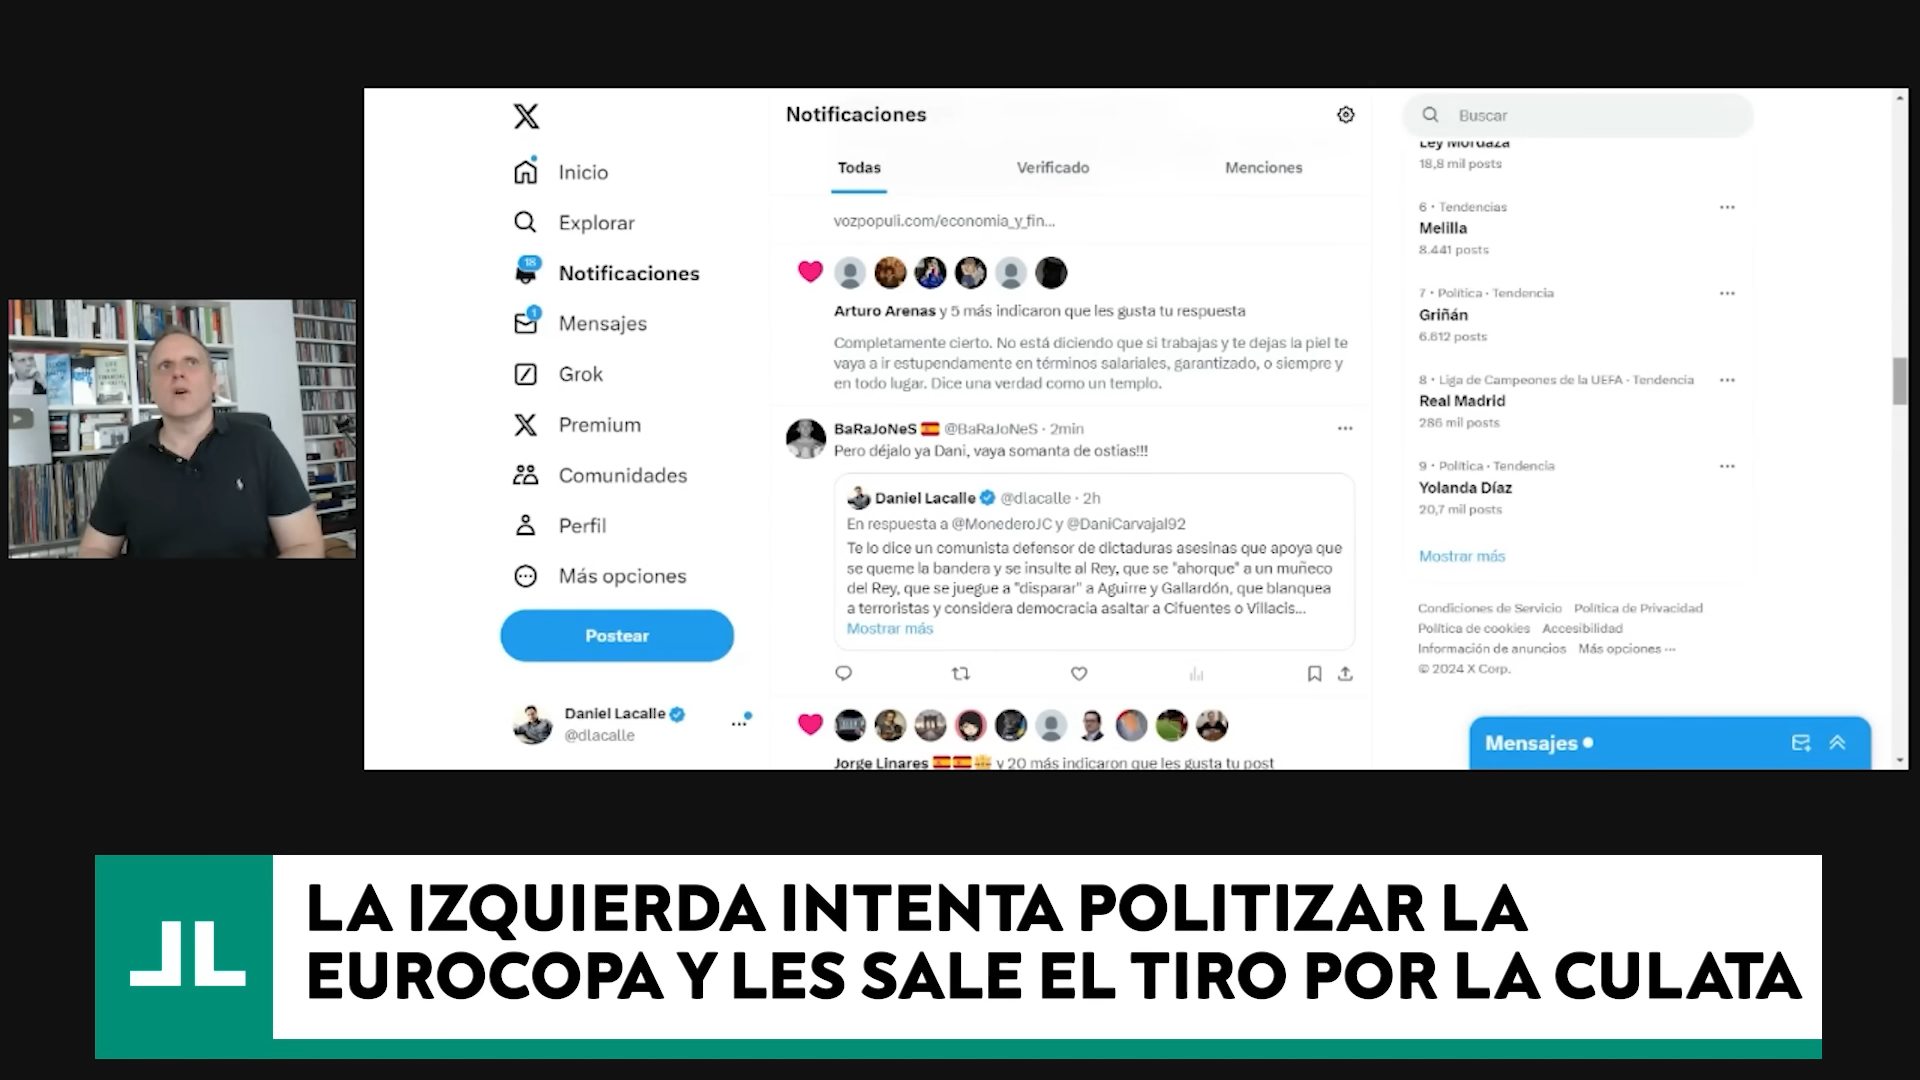 Inicio
Explorar
18
Notificaciones
1
Mensajes
Grok
Premium
Comunidades
Perfil
Más opciones
Postear
Daniel Lacalle
@dlacalle
Notificaciones
Todas
Verificado
Menciones
vozpopuli.com/economia_y_fin...
Arturo Arenas y 5 más indicaron que les gusta tu respuesta
Completamente cierto. No está diciendo que si trabajas y te dejas la piel te
vaya a ir estupendamente en términos salariales, garantizado, o siempre y
en todo lugar. Dice una verdad como un templo.
BaRaJoNeS @BaRaJoNeS · 2min
Pero déjalo ya Dani, vaya somanta de ostias!!!
Daniel Lacalle @dlacalle · 2h
En respuesta a @MonederoJC y @DaniCarvajal92
Te lo dice un comunista defensor de dictaduras asesinas que apoya que
se queme la bandera y se insulte al Rey, que se "ahorque" a un muñeco
del Rey, que se juegue a "disparar" a Aguirre y Gallardón, que blanquea
a terroristas y considera democracia asaltar a Cifuentes o Villacis...
Mostrar más
Jorge Linares y 20 más indicaron que les gusta tu post
Buscar
Ley Mordaza
18,8 mil posts
6 · Tendencias
Melilla
8.441 posts
7 · Política · Tendencia
Griñán
6.612 posts
8 · Liga de Campeones de la UEFA · Tendencia
Real Madrid
286 mil posts
9 · Política · Tendencia
Yolanda Díaz
20,7 mil posts
Mostrar más
Condiciones de Servicio Política de Privacidad
Política de cookies Accesibilidad
Información de anuncios Más opciones ···
© 2024 X Corp.
Mensajes
LA IZQUIERDA INTENTA POLITIZAR LA
EUROCOPA Y LES SALE EL TIRO POR LA CULATA